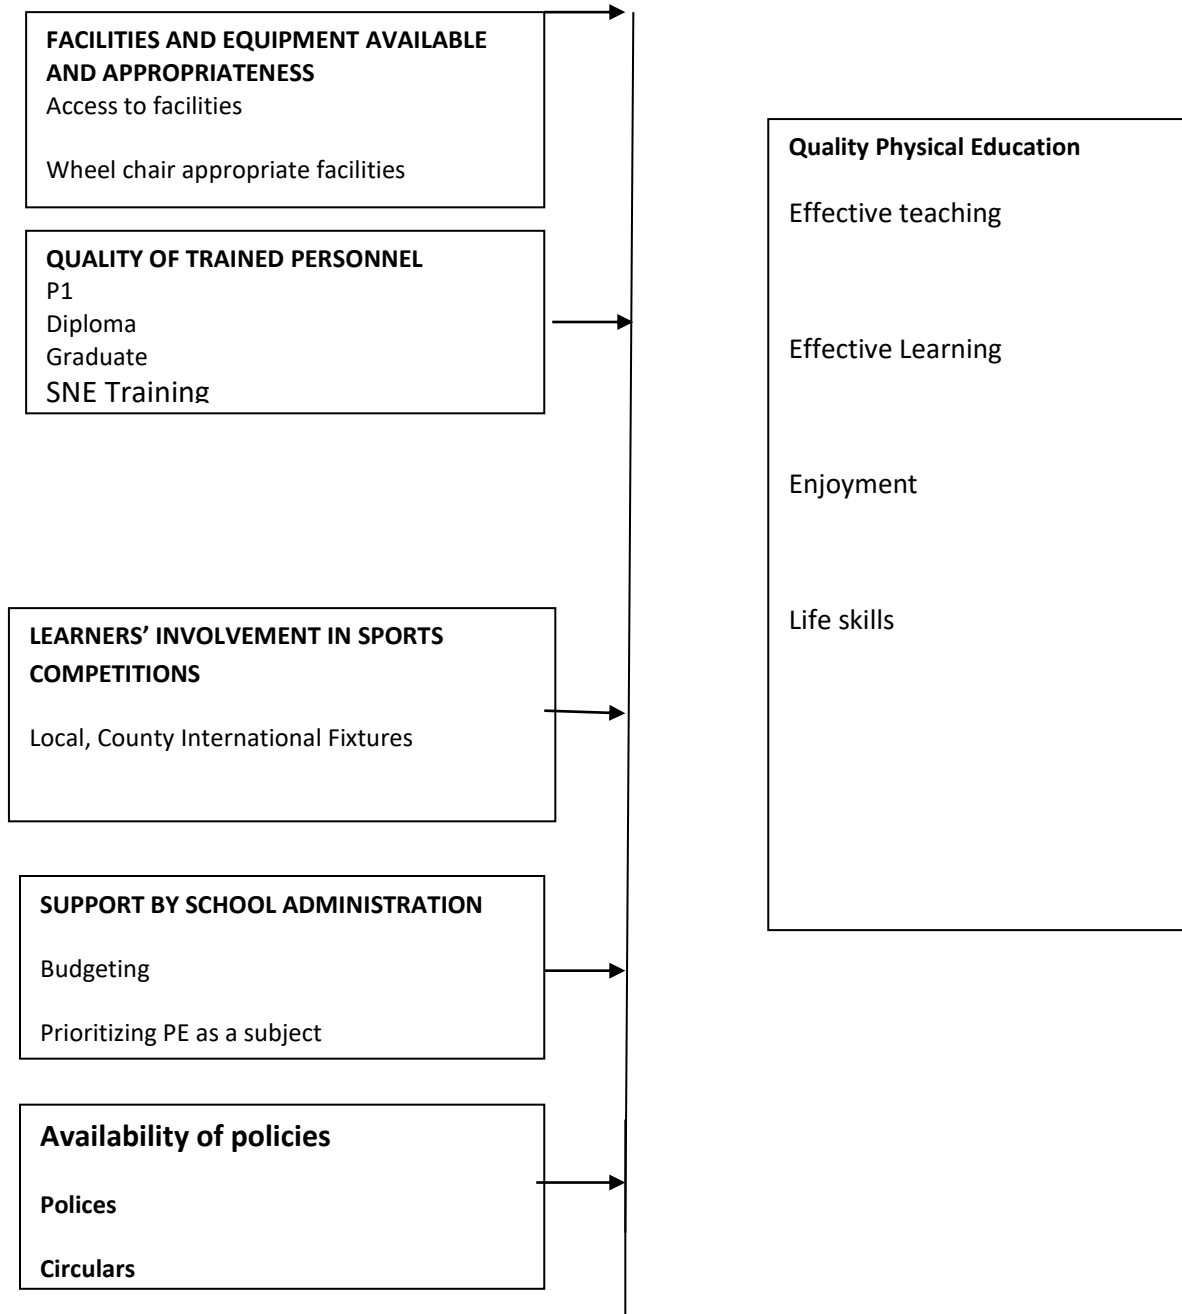 FACILITIES AND EQUIPMENT AVAILABLE
AND APPROPRIATENESS
Access to facilities
Wheel chair appropriate facilities
QUALITY OF TRAINED PERSONNEL
P1
Diploma
Graduate
SNE Training
LEARNERS’ INVOLVEMENT IN SPORTS
COMPETITIONS
Local, County International Fixtures
SUPPORT BY SCHOOL ADMINISTRATION
Budgeting
Prioritizing PE as a subject
Availability of policies
Polices
Circulars
Quality Physical Education
Effective teaching
Effective Learning
Enjoyment
Life skills